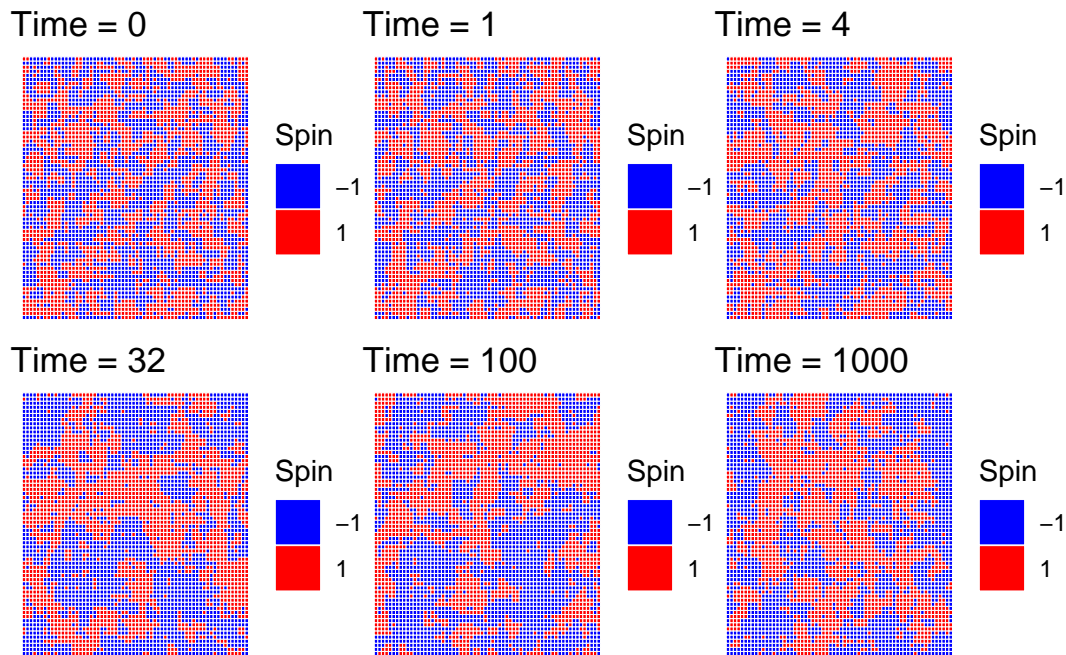 Time = 0
Spin
−1
1
Time = 1
Spin
−1
1
Time = 4
Spin
−1
1
Time = 32
Spin
−1
1
Time = 100
Spin
−1
1
Time = 1000
Spin
−1
1